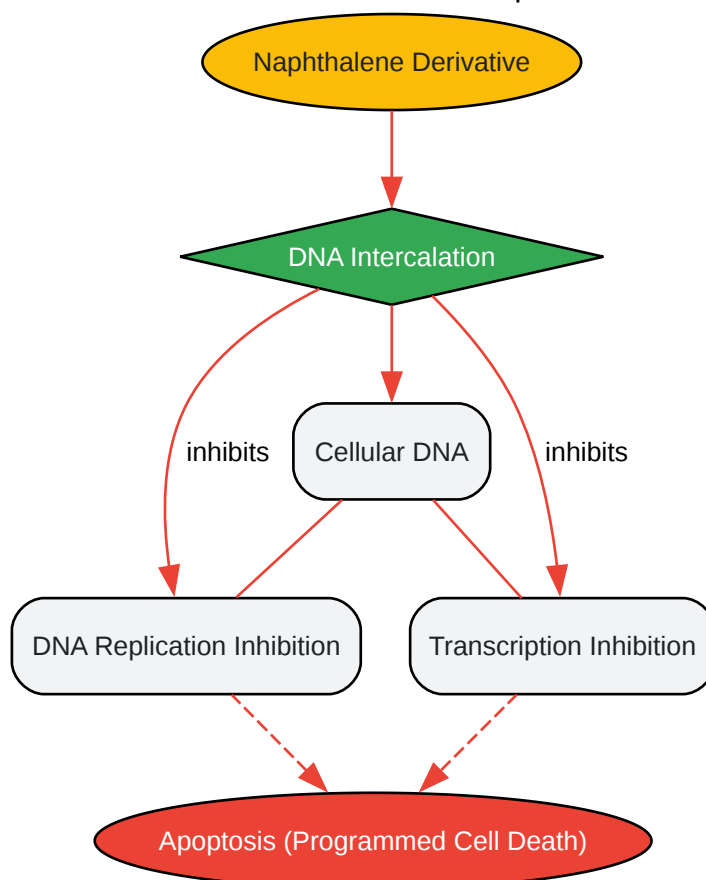 Naphthalene Derivative
DNA Intercalation
inhibits
Cellular DNA
inhibits
DNA Replication Inhibition
Transcription Inhibition
Apoptosis (Programmed Cell Death)